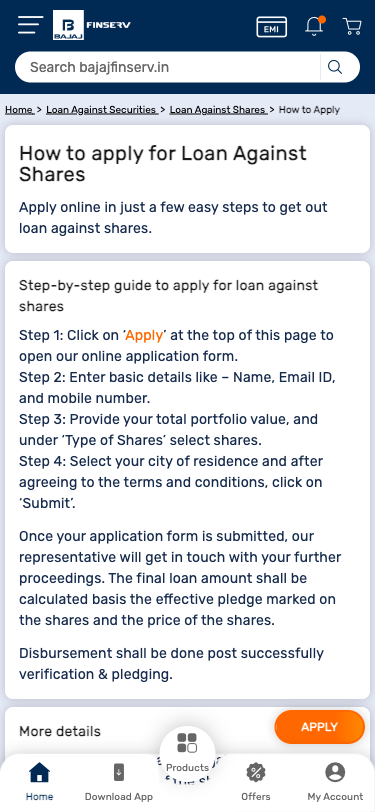 B
BAJAJ
FINSERV
EMI
Search bajajfinserv.in
Home > Loan Against Securities > Loan Against Shares > How to Apply
How to apply for Loan Against
Shares
Apply online in just a few easy steps to get out
loan against shares.
Step-by-step guide to apply for loan against
shares
Step 1: Click on ‘Apply’ at the top of this page to
open our online application form.
Step 2: Enter basic details like – Name, Email ID,
and mobile number.
Step 3: Provide your total portfolio value, and
under ‘Type of Shares’ select shares.
Step 4: Select your city of residence and after
agreeing to the terms and conditions, click on
‘Submit’.
Once your application form is submitted, our
representative will get in touch with your further
proceedings. The final loan amount shall be
calculated basis the effective pledge marked on
the shares and the price of the shares.
Disbursement shall be done post successfully
verification & pledging.
More details
APPLY
Home
Download App
Products
Offers
My Account